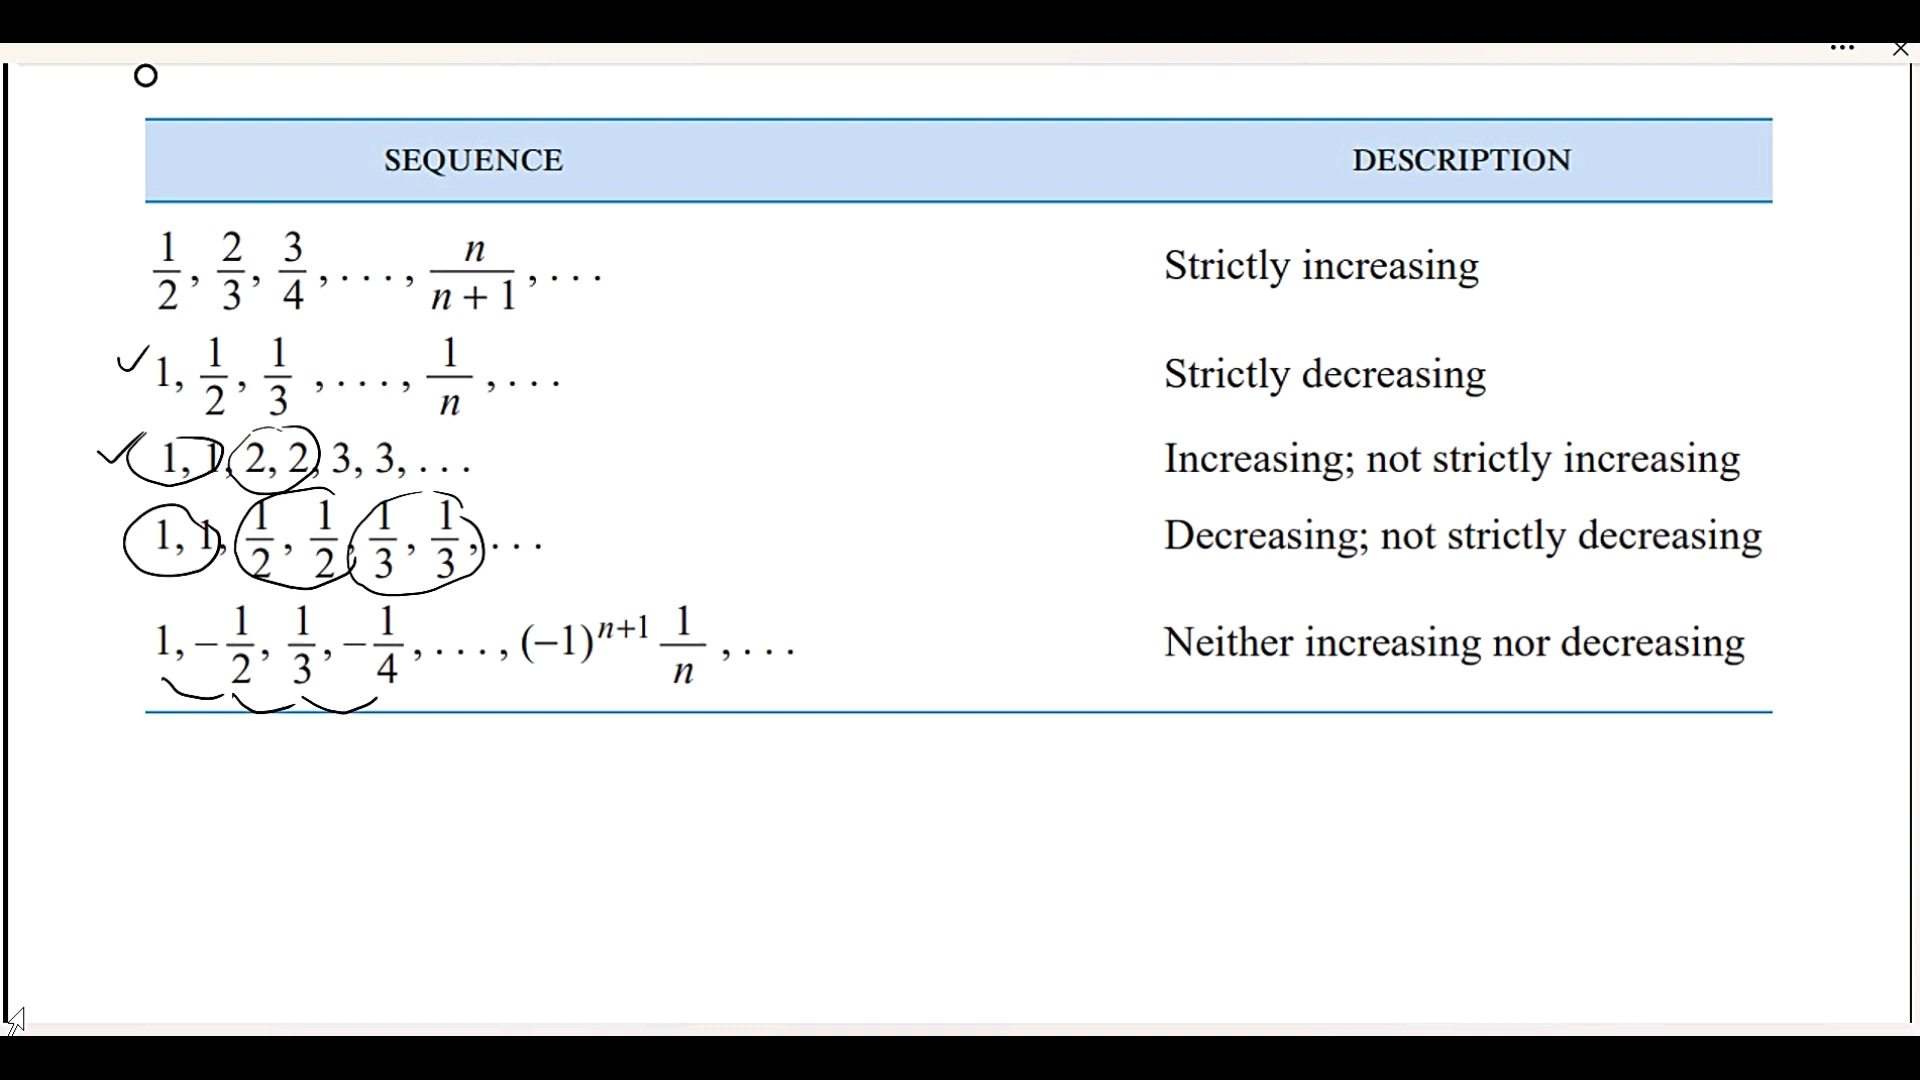 SEQUENCE DESCRIPTION
1/2, 2/3, 3/4, . . . , n/(n + 1), . . . Strictly increasing
1, 1/2, 1/3, . . . , 1/n, . . . Strictly decreasing
1, 1, 2, 2, 3, 3, . . . Increasing; not strictly increasing
1, 1, 1/2, 1/2, 1/3, 1/3, . . . Decreasing; not strictly decreasing
1, −1/2, 1/3, −1/4, . . . , (−1)^(n+1) 1/n, . . . Neither increasing nor decreasing